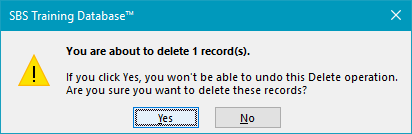 SBS Training Database™
You are about to delete 1 record(s).
If you click Yes, you won't be able to undo this Delete operation.
Are you sure you want to delete these records?
Yes No